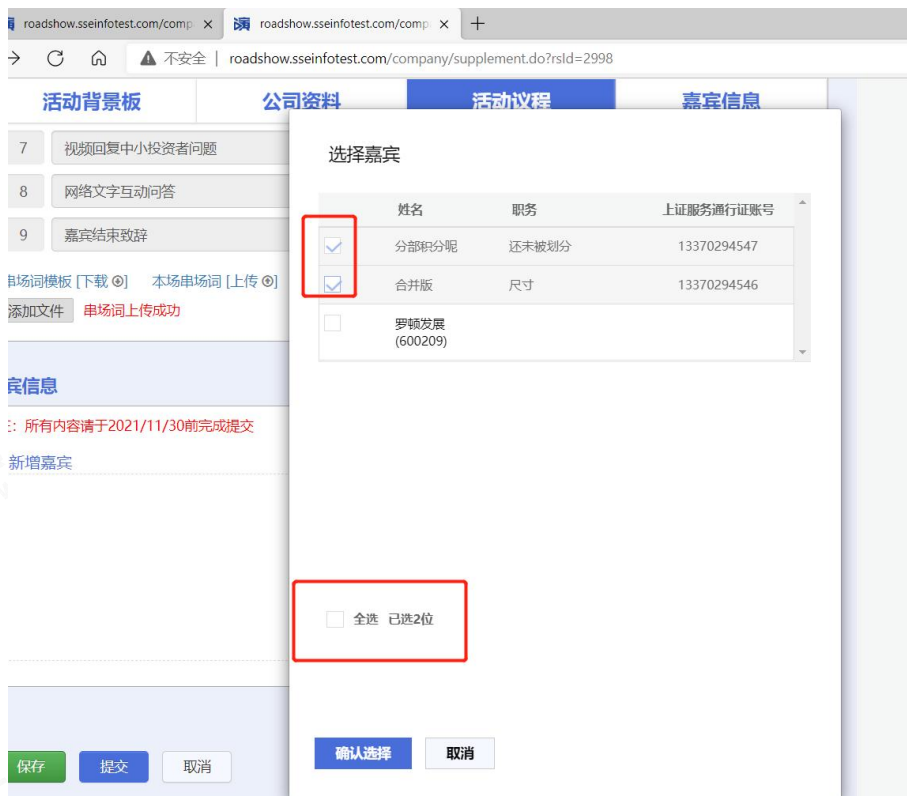 roadshow.sseinfotest.com/comp
roadshow.sseinfotest.com/comp
不安全 | roadshow.sseinfotest.com/company/supplement.do?rsId=2998
活动背景板 公司资料 活动议程 嘉宾信息
7 视频回复中小投资者问题
8 网络文字互动问答
9 嘉宾结束致辞
串场词模板 [下载] 本场串场词 [上传]
添加文件 串场词上传成功
宾信息
注：所有内容请于2021/11/30前完成提交
新增嘉宾
保存 提交 取消
选择嘉宾
姓名 职务 上证服务通行证账号
分部积分呢 还未被划分 13370294547
合并版 尺寸 13370294546
罗顿发展
(600209)
全选 已选2位
确认选择 取消